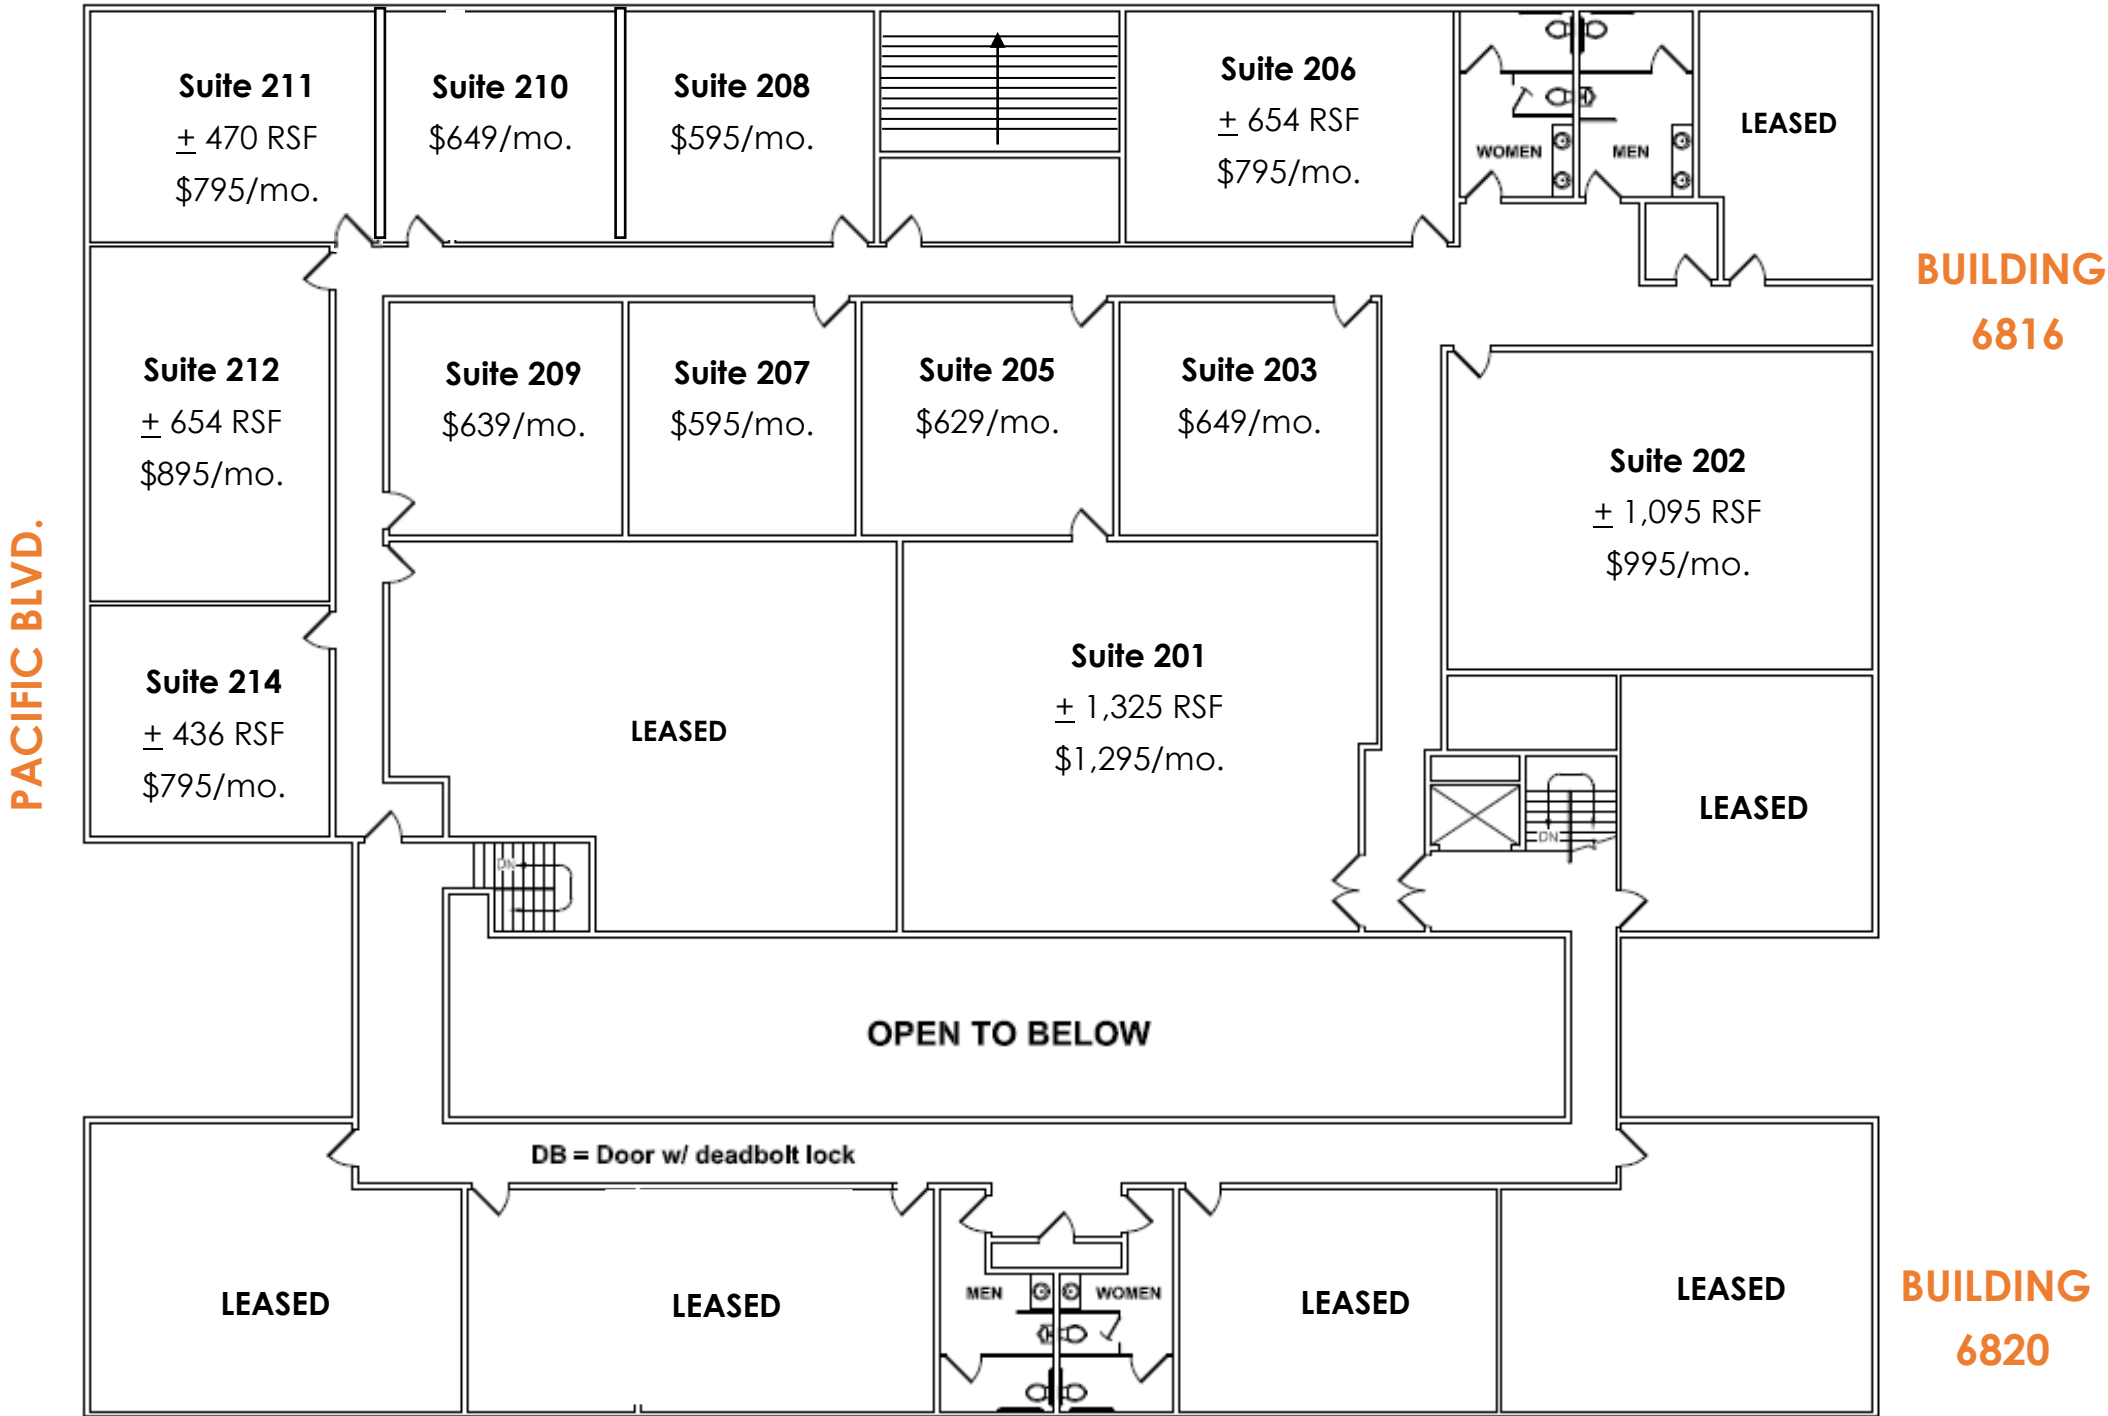 Suite 211
+ 470 RSF
$795/mo.
Suite 210
$649/mo.
Suite 208
$595/mo.
Suite 206
+ 654 RSF
$795/mo.
WOMEN
MEN
LEASED
BUILDING
6816
Suite 212
+ 654 RSF
$895/mo.
Suite 209
$639/mo.
Suite 207
$595/mo.
Suite 205
$629/mo.
Suite 203
$649/mo.
Suite 202
+ 1,095 RSF
$995/mo.
PACIFIC BLVD.
Suite 214
+ 436 RSF
$795/mo.
LEASED
Suite 201
+ 1,325 RSF
$1,295/mo.
LEASED
DN
DN
OPEN TO BELOW
DB = Door w/ deadbolt lock
LEASED
LEASED
MEN
WOMEN
LEASED
LEASED
BUILDING
6820